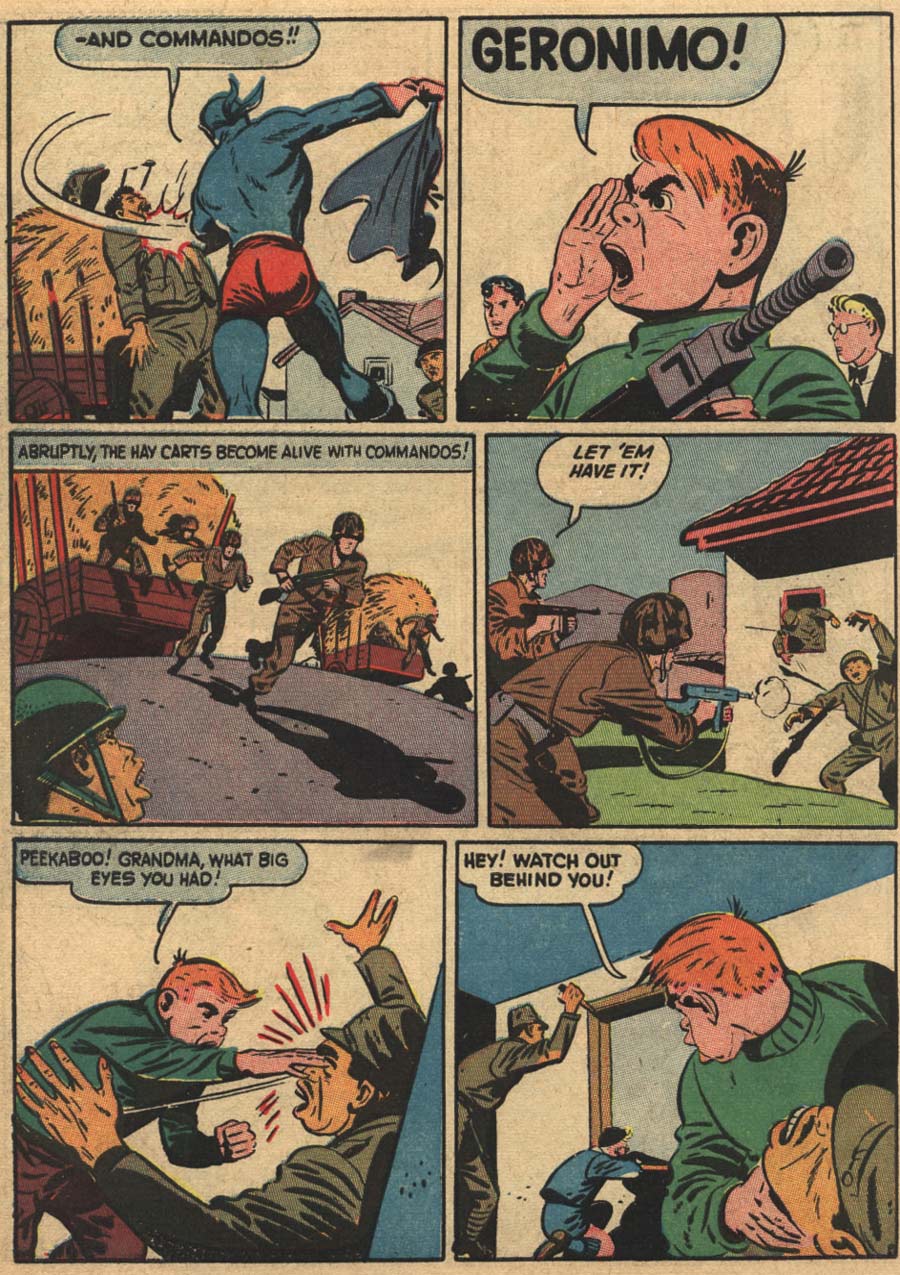 -AND COMMANDOS!!
GERONIMO!
ABRUPTLY, THE HAY CARTS BECOME ALIVE WITH COMMANDOS!
LET 'EM
HAVE IT!
PEEKABOO! GRANDMA, WHAT BIG
EYES YOU HAD!
HEY! WATCH OUT
BEHIND YOU!